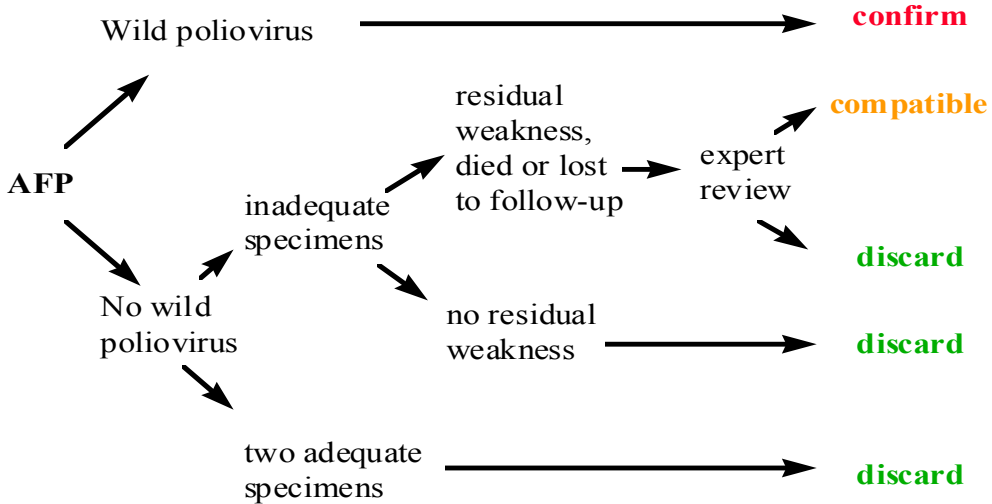 Wild poliovirus
confirm
residual
weakness,
died or lost
to follow-up
compatible
expert
review
AFP
inadequate
specimens
discard
No wild
poliovirus
no residual
weakness
discard
two adequate
specimens
discard